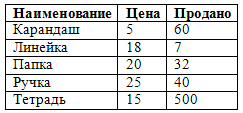 Наименование Цена Продано
Карандаш 5 60
Линейка 18 7
Папка 20 32
Ручка 25 40
Тетрадь 15 500